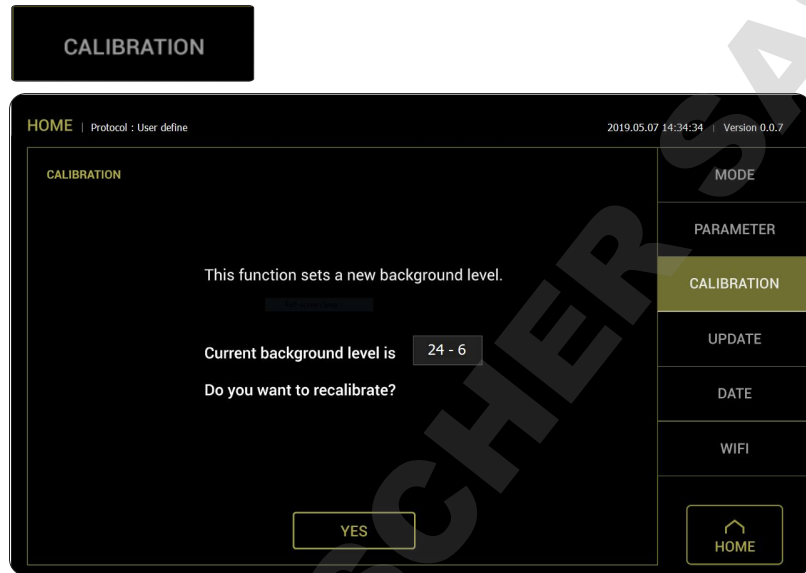 CALIBRATION
HOME | Protocol : User define
2019.05.07 14:34:34 | Version 0.0.7
CALIBRATION
This function sets a new background level.
Current background level is 24 - 6
Do you want to recalibrate?
YES
MODE
PARAMETER
CALIBRATION
UPDATE
DATE
WIFI
HOME